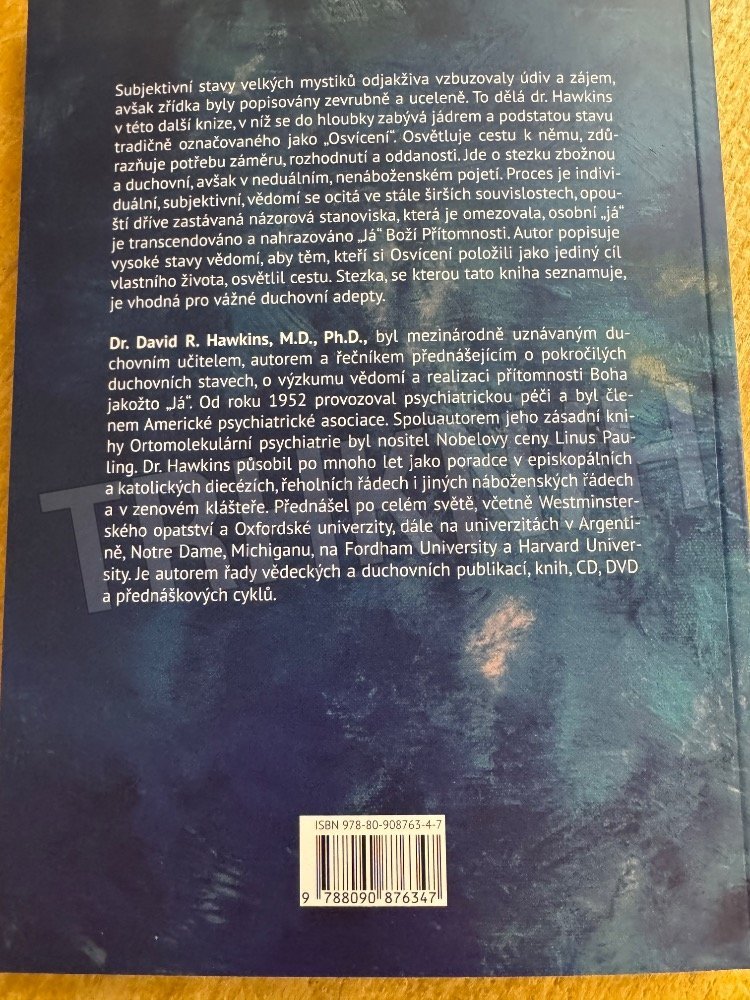 Subjektivní stavy velkých mystiků odjakživa vzbuzovaly údiv a zájem,
avšak zřídka byly popisovány zevrubně a uceleně. To dělá dr. Hawkins
v této další knize, v níž se do hloubky zabývá jádrem a podstatou stavu
tradičně označovaného jako „Osvícení“. Osvětluje cestu k němu, zdů-
razňuje potřebu záměru, rozhodnutí a oddanosti. Jde o stezku zbožnou
a duchovní, avšak v neduálním, nenáboženském pojetí. Proces je indivi-
duální, subjektivní, vědomí se ocitá ve stále širších souvislostech, opou-
ští dříve zastávaná názorová stanoviska, která je omezovala, osobní „já“
je transcendováno a nahrazováno „Já“ Boží Přítomnosti. Autor popisuje
vysoké stavy vědomí, aby těm, kteří si Osvícení položili jako jediný cíl
vlastního života, osvětlil cestu. Stezka, se kterou tato kniha seznamuje,
je vhodná pro vážné duchovní adepty.
Dr. David R. Hawkins, M.D., Ph.D., byl mezinárodně uznávaným du-
chovním učitelem, autorem a řečníkem přednášejícím o pokročilých
duchovních stavech, o výzkumu vědomí a realizaci přítomnosti Boha
jakožto „Já“. Od roku 1952 provozoval psychiatrickou péči a byl čle-
nem Americké psychiatrické asociace. Spoluautorem jeho zásadní kni-
hy Ortomolekulární psychiatrie byl nositel Nobelovy ceny Linus Pau-
ling. Dr. Hawkins působil po mnoho let jako poradce v episkopálních
a katolických diecézích, řeholních řádech i jiných náboženských řádech
a v zenovém klášteře. Přednášel po celém světě, včetně Westminster-
ského opatství a Oxfordské univerzity, dále na univerzitách v Argenti-
ně, Notre Dame, Michiganu, na Fordham University a Harvard Univer-
sity. Je autorem řady vědeckých a duchovních publikací, knih, CD, DVD
a přednáškových cyklů.
ISBN 978-80-908763-4-7
9 788090 876347